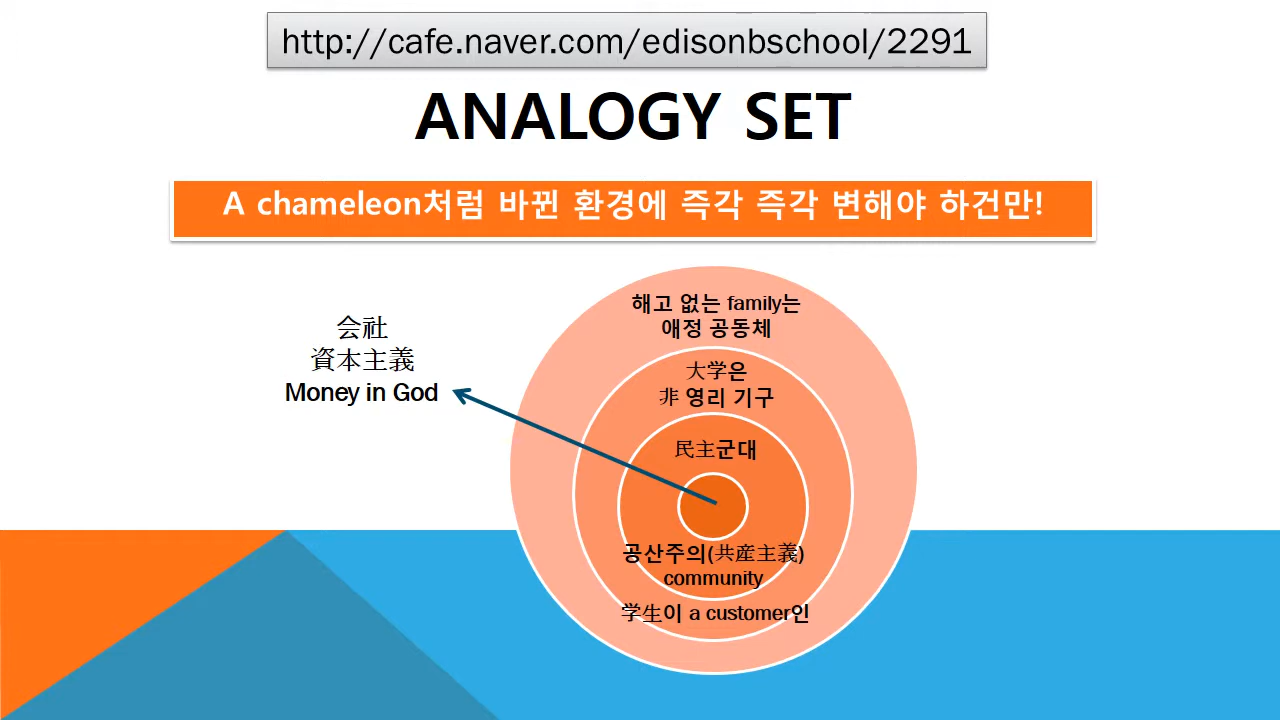 http://cafe.naver.com/edisonbschool/2291
ANALOGY SET
A chameleon처럼 바뀐 환경에 즉각 즉각 변해야 하건만!
会社
資本主義
Money in God
해고 없는 family는
애정 공동체
大学은
非 영리 기구
民主군대
공산주의(共産主義)
community
学生이 a customer인